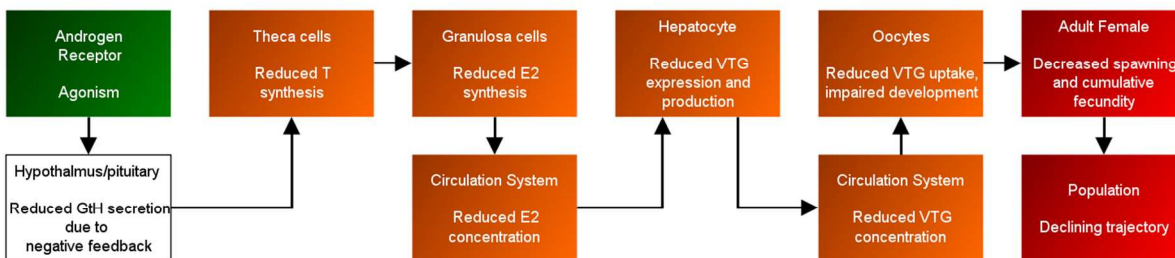 Androgen
Receptor
Agonism
Hypothalmus/pituitary
Reduced GtH secretion
due to
negative feedback
Theca cells
Reduced T
synthesis
Granulosa cells
Reduced E2
synthesis
Circulation System
Reduced E2
concentration
Hepatocyte
Reduced VTG
expression and
production
Circulation System
Reduced VTG
concentration
Oocytes
Reduced VTG uptake,
impaired development
Adult Female
Decreased spawning
and cumulative
fecundity
Population
Declining trajectory